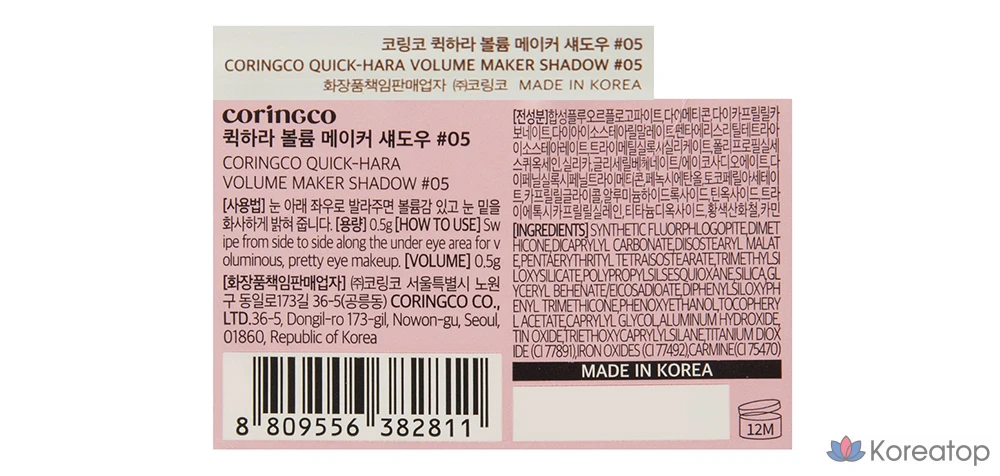 코링코 퀵하라 볼륨 메이커 섀도우 #05
CORINGCO QUICK-HARA VOLUME MAKER SHADOW #05
화장품책임판매업자 ㈜코링코 MADE IN KOREA
coringco
퀵하라 볼륨 메이커 섀도우 #05
CORINGCO QUICK-HARA
VOLUME MAKER SHADOW #05
[사용법] 눈 아래 좌우로 발라주면 볼륨감 있고 눈 밑을
화사하게 밝혀 줍니다. [용량] 0.5g [HOW TO USE] Sw
ipe from side to side along the under eye area for v
oluminous, pretty eye makeup. [VOLUME] 0.5g
[화장품책임판매업자] ㈜코링코 서울특별시 노원
구 동일로173길 36-5(공릉동) CORINGCO CO.,
LTD.36-5, Dongil-ro 173-gil, Nowon-gu, Seoul,
01860, Republic of Korea
8 809556 382811
[전성분]합성플루오르플로고파이트, 다이메티콘, 다이카프릴릴카
보네이트, 다이아이소스테아릴말레이트, 펜타에리스리틸테트라아
이소스테아레이트, 트라이메틸실록시실리케이트, 폴리프로필실세
스퀴옥세인, 실리카, 글리세릴베헤네이트/에이코사디오에이트, 다
이페닐실록시페닐트라이메티콘, 페녹시에탄올, 토코페릴아세테이
트, 카프릴릴글라이콜, 알루미늄하이드록사이드, 틴옥사이드, 트라
이에톡시카프릴릴실레인, 티타늄디옥사이드, 황색산화철, 카민
[INGREDIENTS] SYNTHETIC FLUORPHLOGOPITE,DIMET
HICONE,DICAPRYLYL CARBONATE,DIISOSTEARYL MALAT
E,PENTAERYTHRITYL TETRAISOSTEARATE,TRIMETHYLSI
LOXYSILICATE,POLYPROPYLSILSESQUIOXANE,SILICA,GL
YCERYL BEHENATE/EICOSADIOATE,DIPHENYLSILOXYPH
ENYL TRIMETHICONE,PHENOXYETHANOL,TOCOPHERY
L ACETATE,CAPRYLYL GLYCOL,ALUMINUM HYDROXIDE,
TIN OXIDE,TRIETHOXYCAPRYLYLSILANE,TITANIUM DIOX
IDE (CI 77891),IRON OXIDES (CI 77492),CARMINE(CI 75470)
MADE IN KOREA
12M
Koreatop